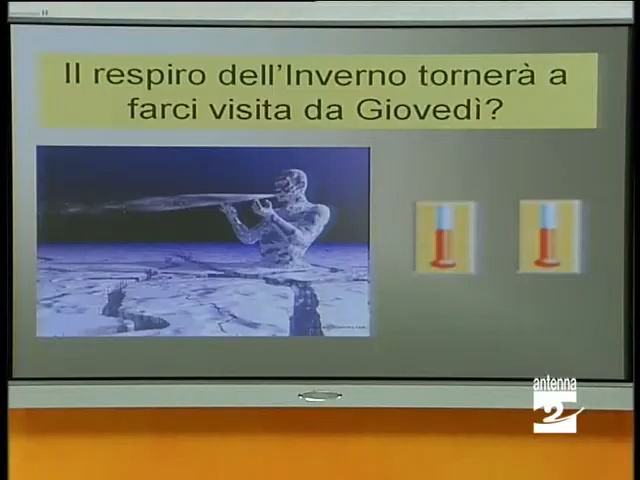 Il respiro dell'Inverno tornerà a
farci visita da Giovedì?
antenna
2